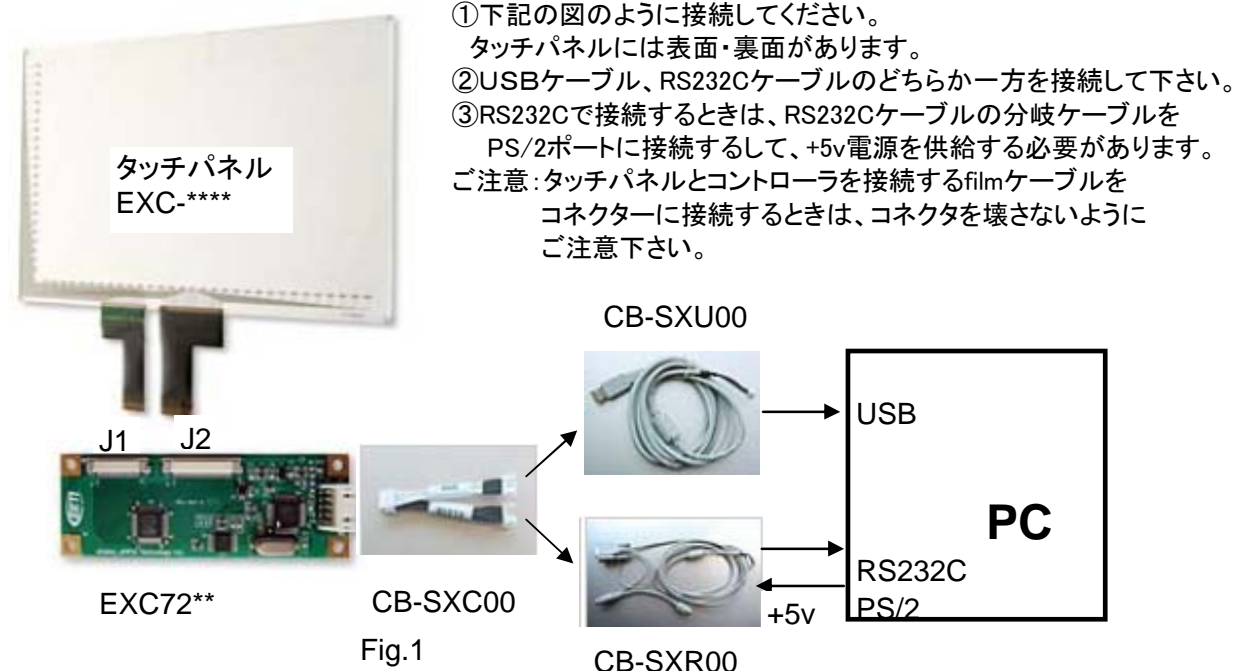 ①下記の図のように接続してください。
タッチパネルには表面・裏面があります。
②USBケーブル、RS232Cケーブルのどちらか一方を接続して下さい。
③RS232Cで接続するときは、RS232Cケーブルの分岐ケーブルを
PS/2ポートに接続するして、+5v電源を供給する必要があります。
ご注意:タッチパネルとコントローラを接続するfilmケーブルを
コネクターに接続するときは、コネクタを壊さないように
ご注意下さい。
タッチパネル
EXC-****
CB-SXU00
USB
J1 J2
PC
RS232C
PS/2
+5v
EXC72**
CB-SXC00
Fig.1
CB-SXR00